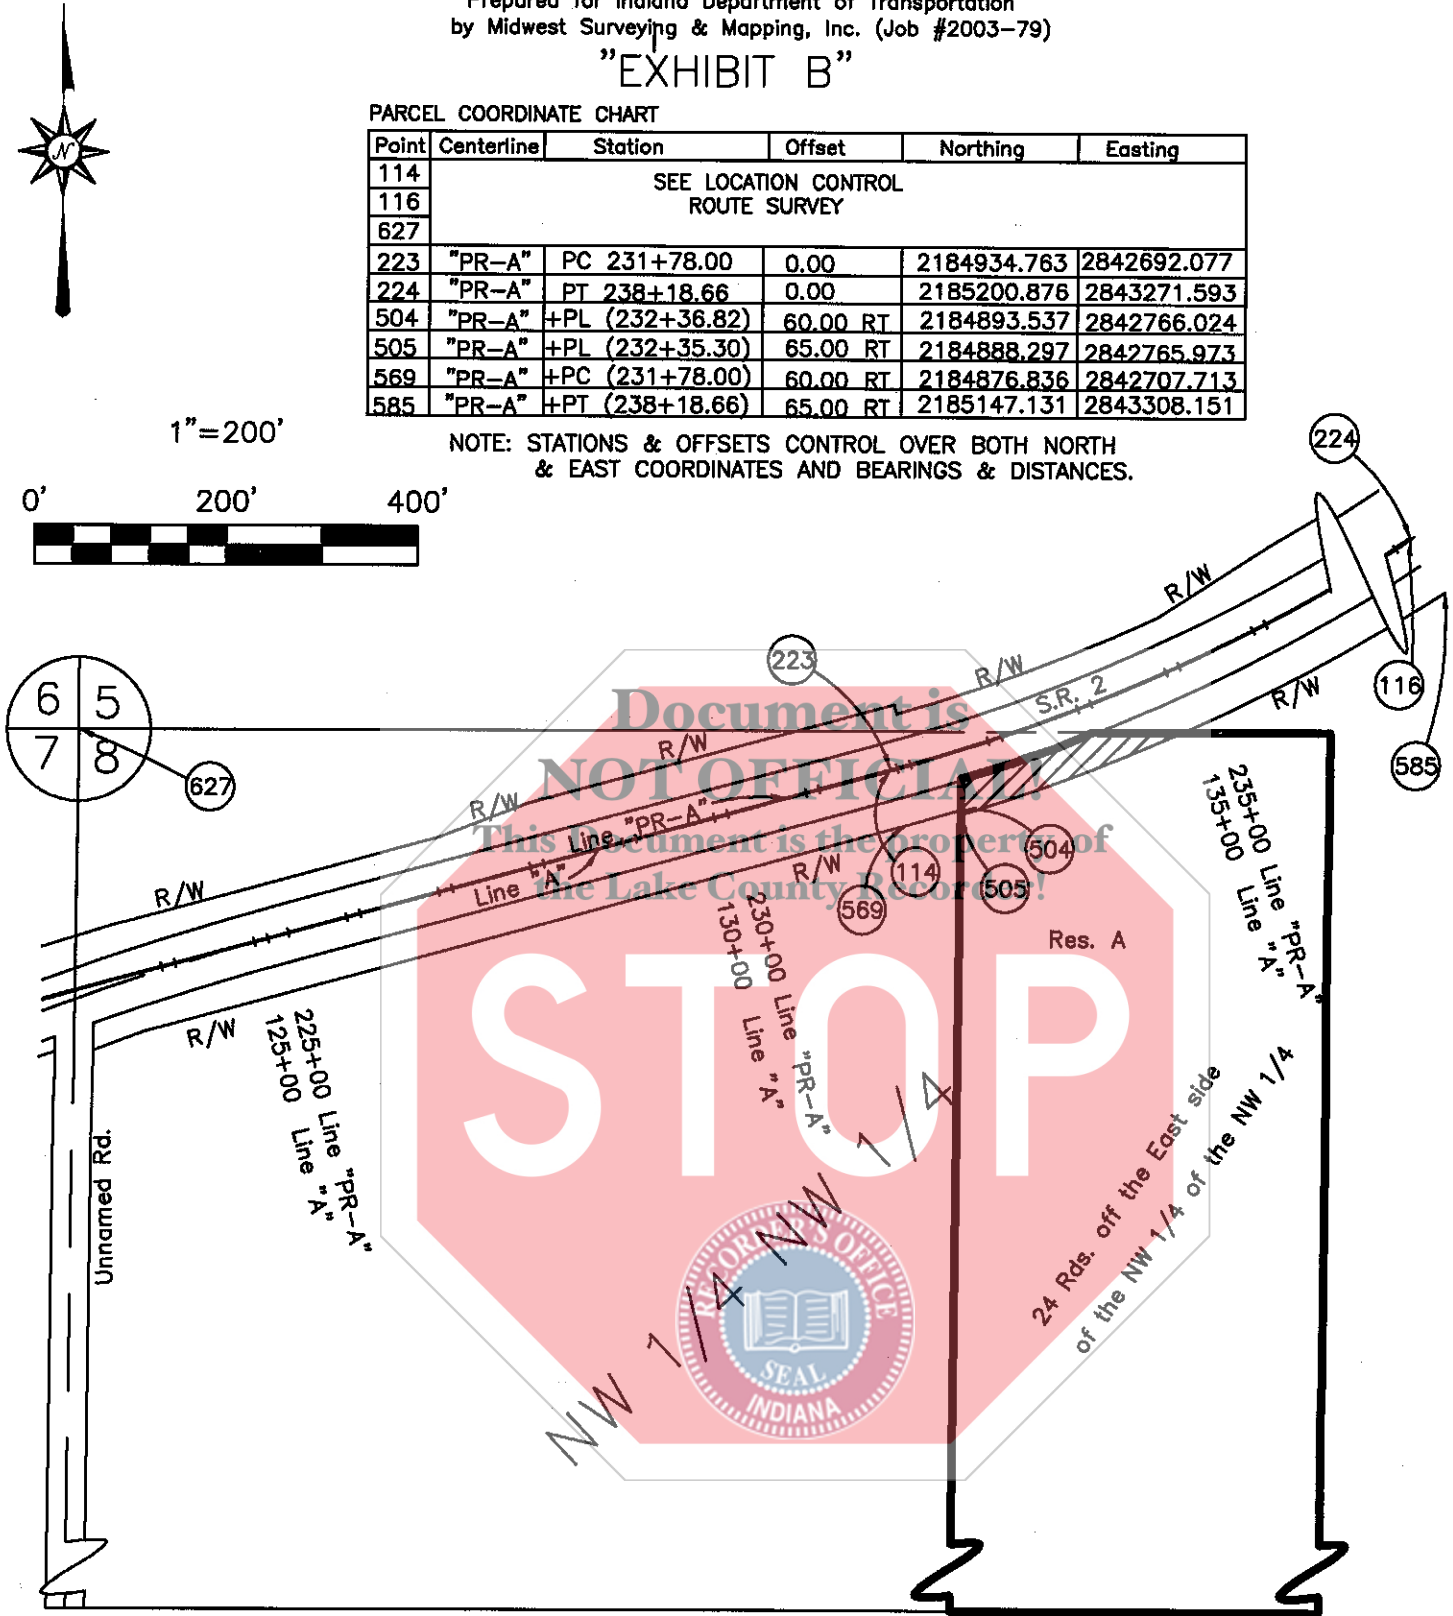 Prepared for Indiana Department of Transportation
by Midwest Surveying & Mapping, Inc. (Job #2003-79)
"EXHIBIT B"
N
PARCEL COORDINATE CHART
Point Centerline Station Offset Northing Easting
114
116
627
SEE LOCATION CONTROL
ROUTE SURVEY
223 "PR-A" PC 231+78.00 0.00 2184934.763 2842692.077
224 "PR-A" PT 238+18.66 0.00 2185200.876 2843271.593
504 "PR-A" +PL (232+36.82) 60.00 RT 2184893.537 2842766.024
505 "PR-A" +PL (232+35.30) 65.00 RT 2184888.297 2842765.973
569 "PR-A" +PC (231+78.00) 60.00 RT 2184876.836 2842707.713
585 "PR-A" +PT (238+18.66) 65.00 RT 2185147.131 2843308.151
1"=200'
NOTE: STATIONS & OFFSETS CONTROL OVER BOTH NORTH
& EAST COORDINATES AND BEARINGS & DISTANCES.
0' 200' 400'
224
R/W
223
R/W
S.R. 2
116
R/W
585
6 5
7 8
627
R/W
R/W
Line "PR-A"
Line "A"
R/W
R/W
R/W
504
114
505
569
Document is
NOT OFFICIAL!
This Document is the property of
the Lake County Recorder!
STOP
Res. A
235+00 Line "PR-A"
135+00 Line "A"
230+00 Line "PR-A"
130+00 Line "A"
225+00 Line "PR-A"
125+00 Line "A"
Unnamed Rd.
NW 1/4 NW 1/4
24 Rds. off the East side
of the NW 1/4 of the NW 1/4
RECORDER'S OFFICE
SEAL
INDIANA